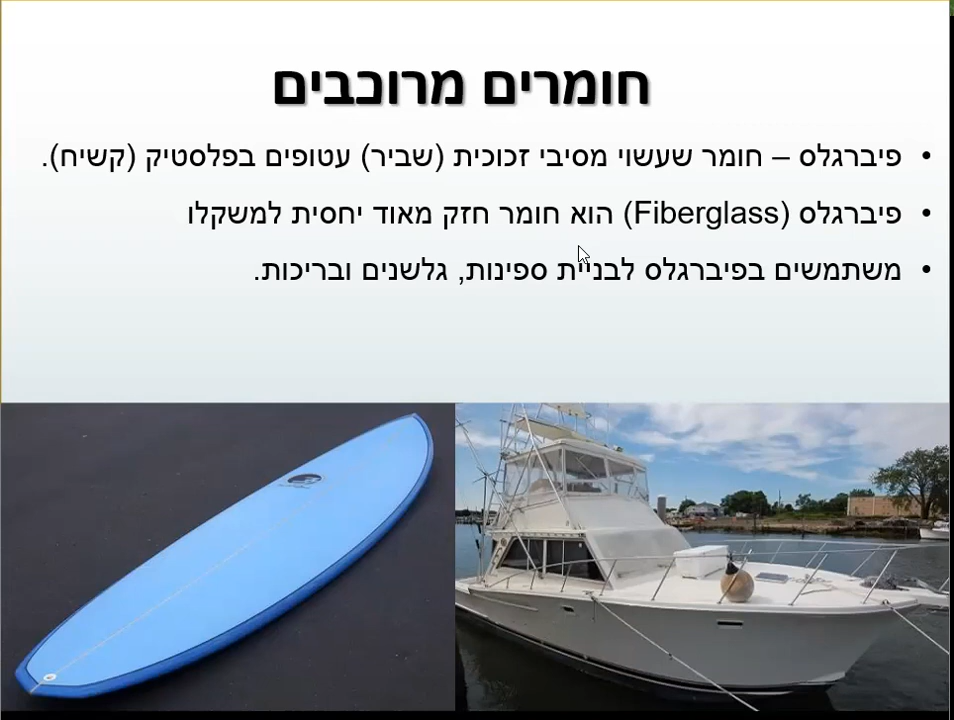 חומרים מרוכבים
• פיברגלס – חומר שעשוי מסיבי זכוכית (שביר) עטופים בפלסטיק (קשיח).
• פיברגלס (Fiberglass) הוא חומר חזק מאוד יחסית למשקלו
• משתמשים בפיברגלס לבניית ספינות, גלשנים ובריכות.